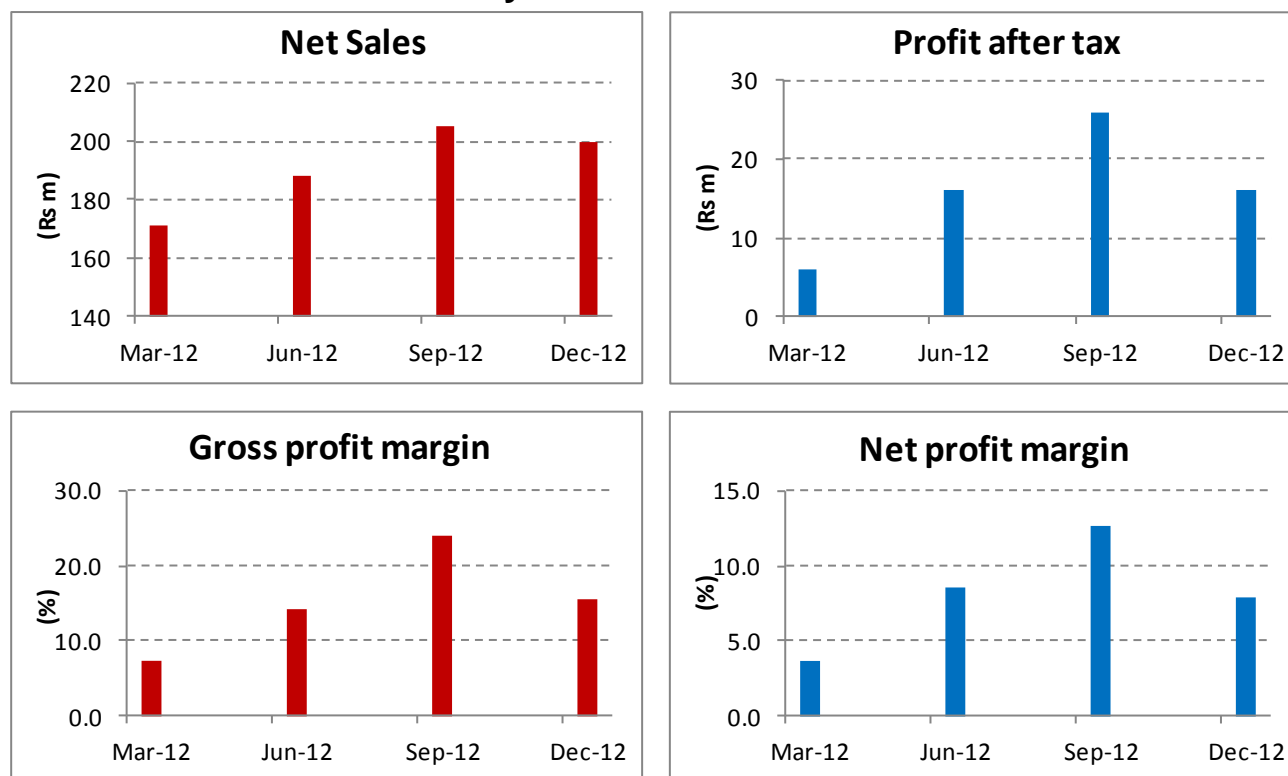 Net Sales
220
200
180
160
140
(Rs m)
Mar-12 Jun-12 Sep-12 Dec-12
Profit after tax
30
20
10
0
(Rs m)
Mar-12 Jun-12 Sep-12 Dec-12
Gross profit margin
30.0
20.0
10.0
0.0
(%)
Mar-12 Jun-12 Sep-12 Dec-12
Net profit margin
15.0
10.0
5.0
0.0
(%)
Mar-12 Jun-12 Sep-12 Dec-12